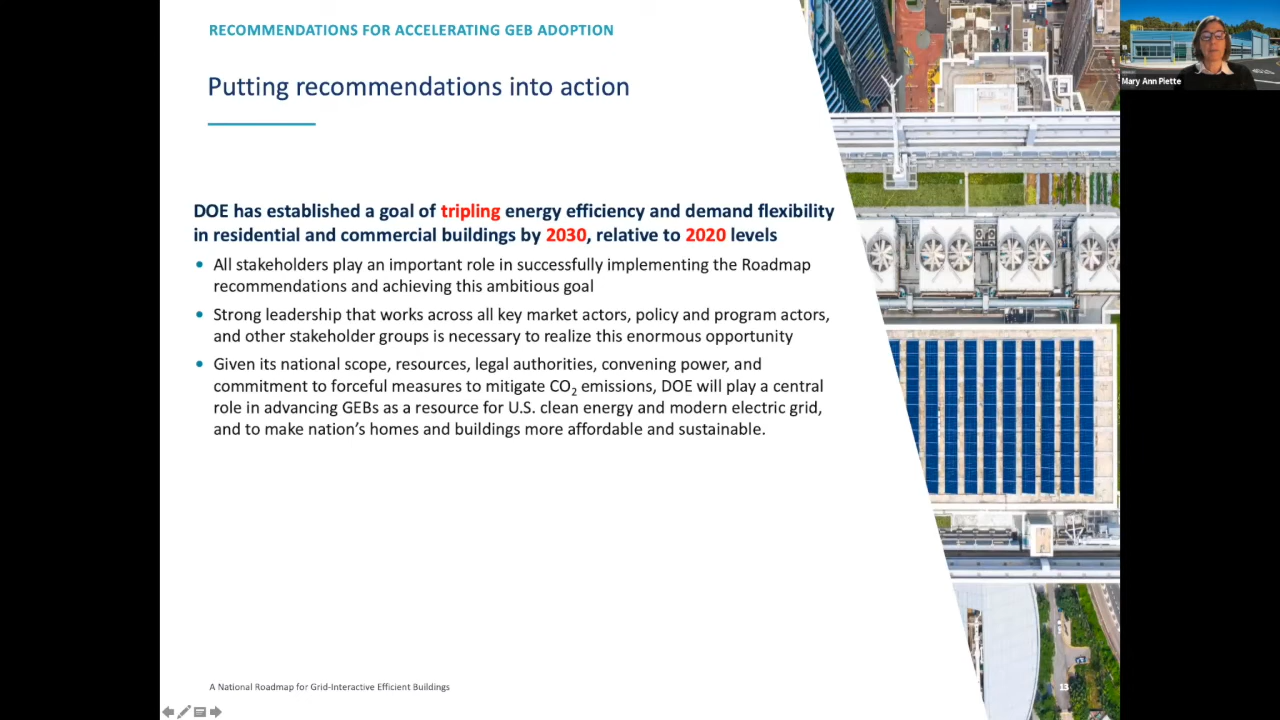 RECOMMENDATIONS FOR ACCELERATING GEB ADOPTION
Putting recommendations into action
Mary Ann Piette
DOE has established a goal of tripling energy efficiency and demand flexibility
in residential and commercial buildings by 2030, relative to 2020 levels
• All stakeholders play an important role in successfully implementing the Roadmap
recommendations and achieving this ambitious goal
• Strong leadership that works across all key market actors, policy and program actors,
and other stakeholder groups is necessary to realize this enormous opportunity
• Given its national scope, resources, legal authorities, convening power, and
commitment to forceful measures to mitigate CO₂ emissions, DOE will play a central
role in advancing GEBs as a resource for U.S. clean energy and modern electric grid,
and to make nation’s homes and buildings more affordable and sustainable.
A National Roadmap for Grid-Interactive Efficient Buildings
13